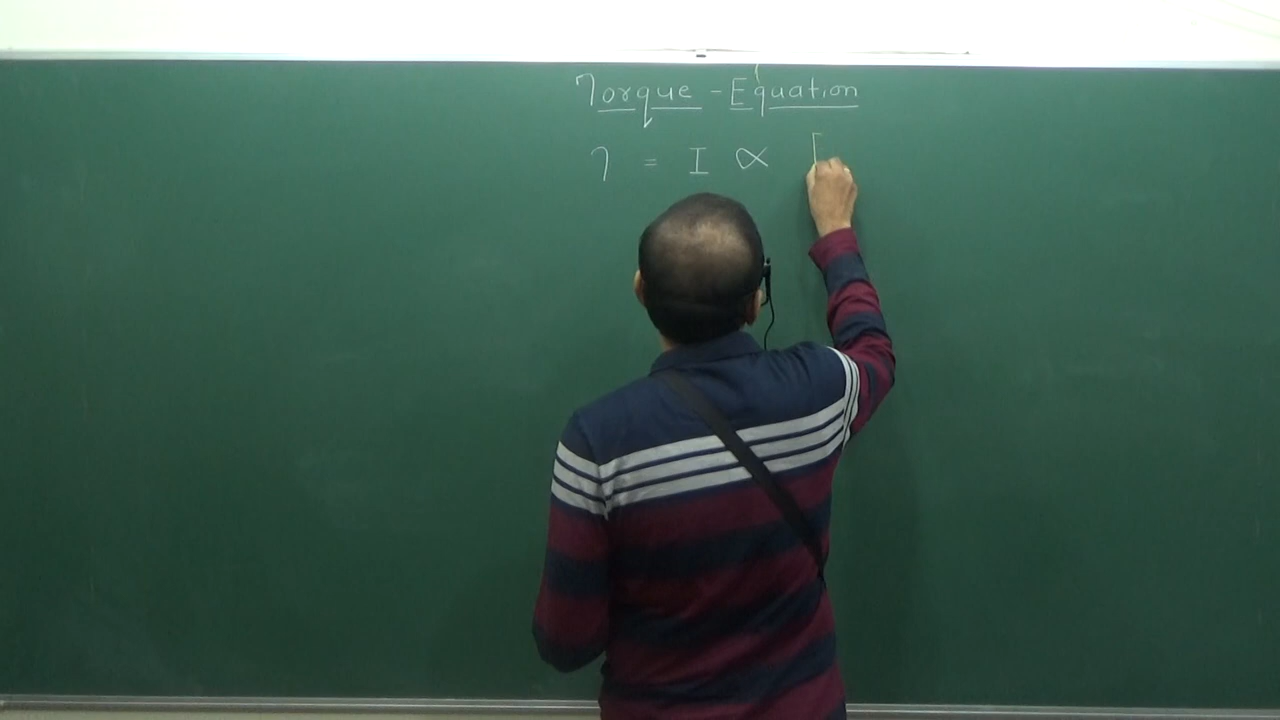 Torque - Equation
τ = I α [